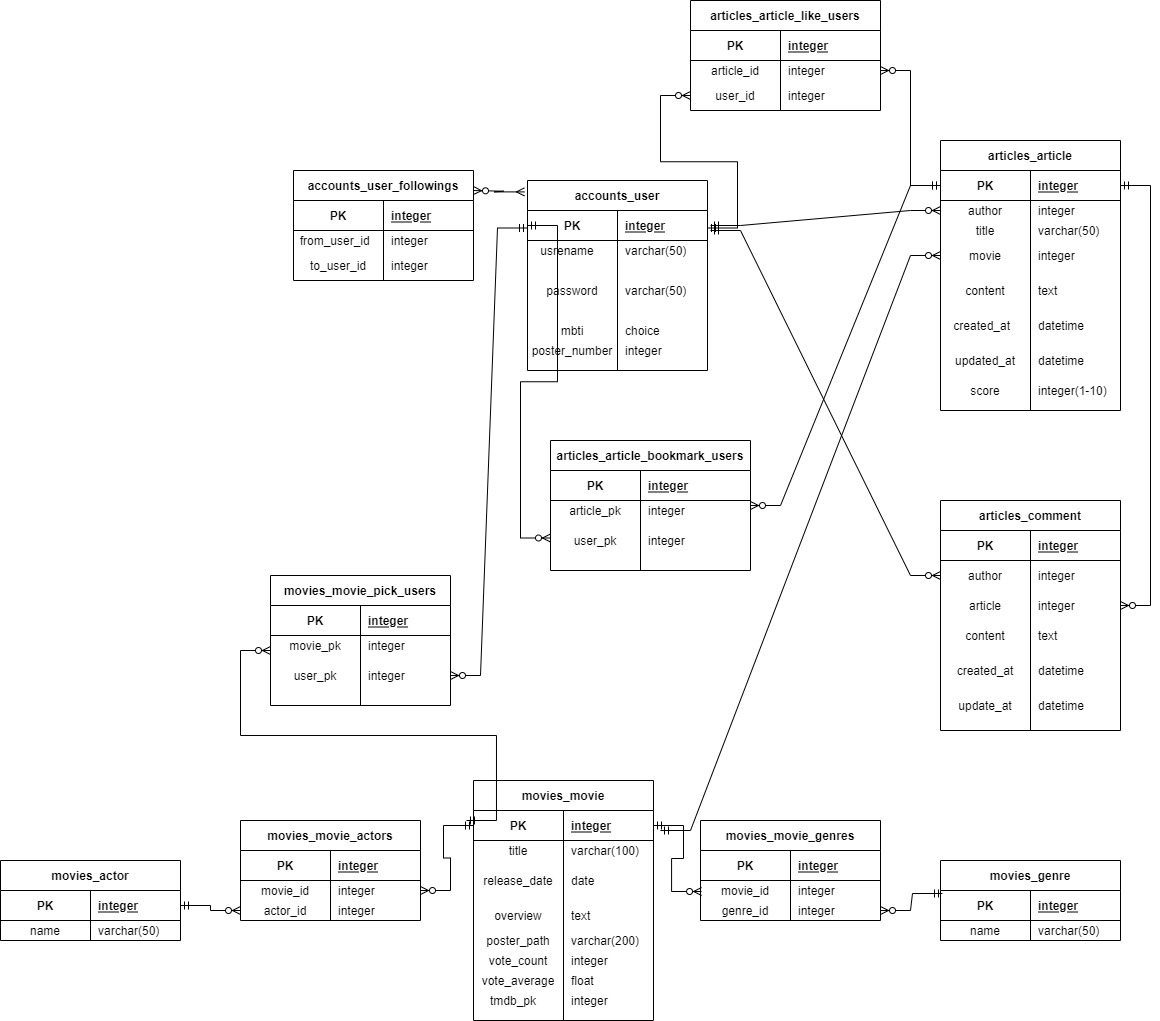 articles_article_like_users
PK integer
article_id integer
user_id integer
articles_article
PK integer
author integer
title varchar(50)
movie integer
content text
created_at datetime
updated_at datetime
score integer(1-10)
accounts_user_followings
PK integer
from_user_id integer
to_user_id integer
accounts_user
PK integer
usrename varchar(50)
password varchar(50)
mbti choice
poster_number integer
articles_article_bookmark_users
PK integer
article_pk integer
user_pk integer
articles_comment
PK integer
author integer
article integer
content text
created_at datetime
update_at datetime
movies_movie_pick_users
PK integer
movie_pk integer
user_pk integer
movies_movie
PK integer
title varchar(100)
release_date date
overview text
poster_path varchar(200)
vote_count integer
vote_average float
tmdb_pk integer
movies_movie_actors
PK integer
movie_id integer
actor_id integer
movies_movie_genres
PK integer
movie_id integer
genre_id integer
movies_actor
PK integer
name varchar(50)
movies_genre
PK integer
name varchar(50)